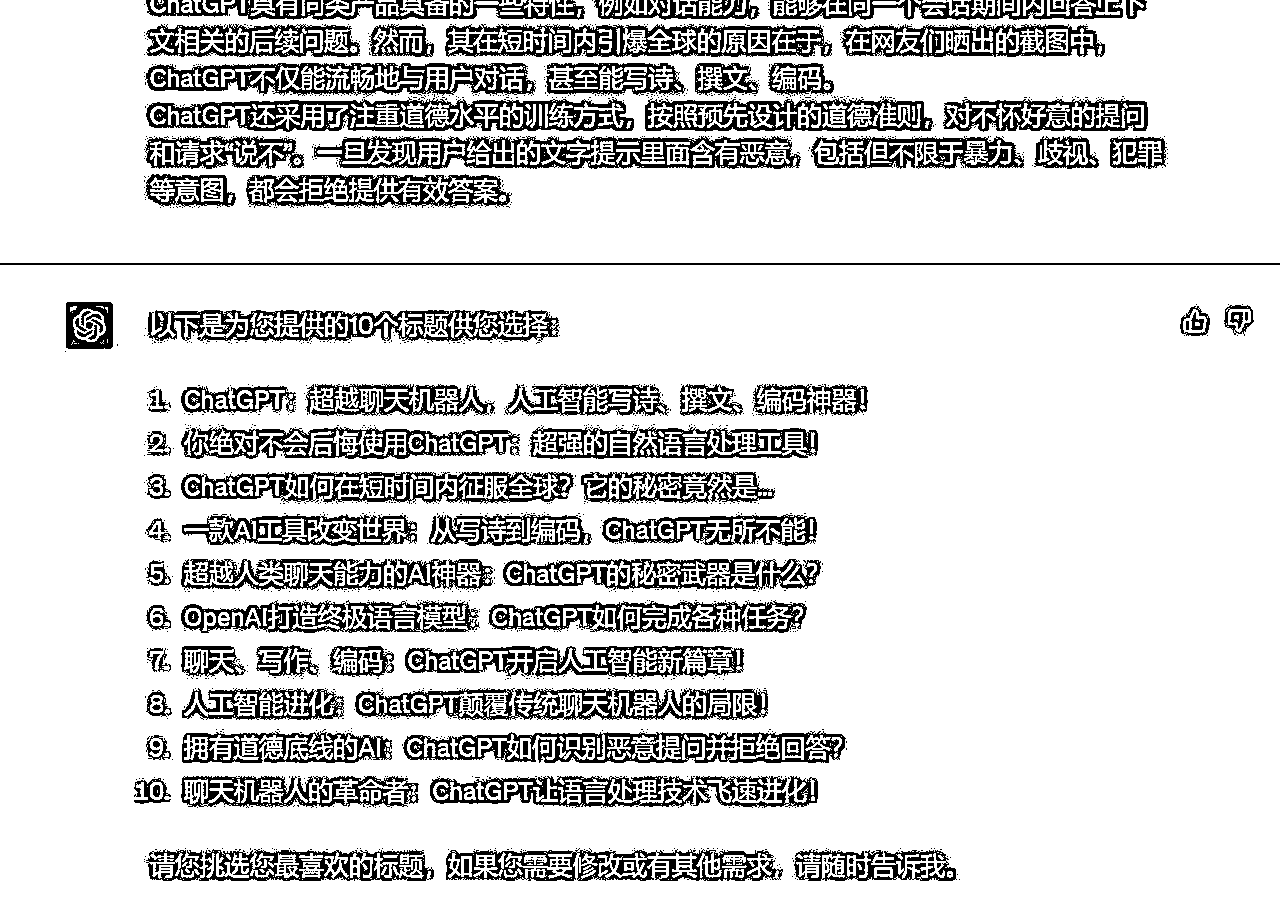 ChatGPT具有同类产品具备的一些特性，例如对话能力，能够在同一个会话期间内回答上下
文相关的后续问题。然而，其在短时间内引爆全球的原因在于，在网友们晒出的截图中，
ChatGPT不仅能流畅地与用户对话，甚至能写诗、撰文、编码。
ChatGPT还采用了注重道德水平的训练方式，按照预先设计的道德准则，对不怀好意的提问
和请求“说不”。一旦发现用户给出的文字提示里面含有恶意，包括但不限于暴力、歧视、犯罪
等意图，都会拒绝提供有效答案。
以下是为您提供的10个标题供您选择：
1. ChatGPT：超越聊天机器人，人工智能写诗、撰文、编码神器！
2. 你绝对不会后悔使用ChatGPT：超强的自然语言处理工具！
3. ChatGPT如何在短时间内征服全球？它的秘密竟然是...
4. 一款AI工具改变世界：从写诗到编码，ChatGPT无所不能！
5. 超越人类聊天能力的AI神器：ChatGPT的秘密武器是什么？
6. OpenAI打造终极语言模型：ChatGPT如何完成各种任务？
7. 聊天、写作、编码：ChatGPT开启人工智能新篇章！
8. 人工智能进化：ChatGPT颠覆传统聊天机器人的局限！
9. 拥有道德底线的AI：ChatGPT如何识别恶意提问并拒绝回答？
10. 聊天机器人的革命者：ChatGPT让语言处理技术飞速进化！
请您挑选您最喜欢的标题，如果您需要修改或有其他需求，请随时告诉我。